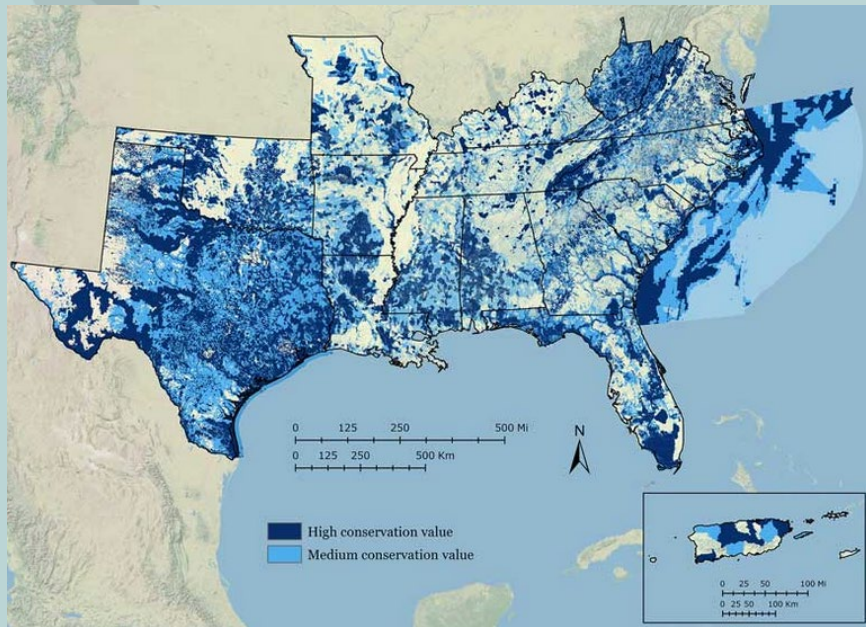 0 125 250 500 Mi
0 125 250 500 Km
N
High conservation value
Medium conservation value
0 25 50 100 Mi
0 25 50 100 Km